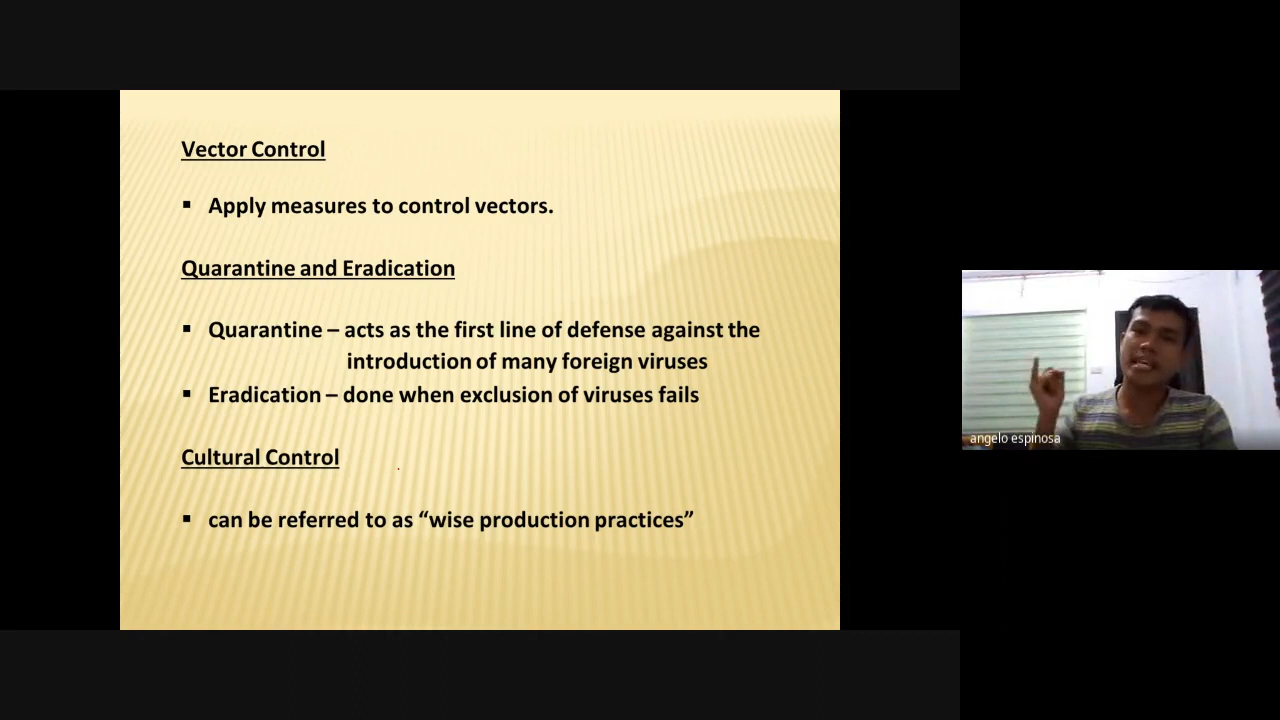 Vector Control
▪ Apply measures to control vectors.
Quarantine and Eradication
▪ Quarantine – acts as the first line of defense against the
introduction of many foreign viruses
▪ Eradication – done when exclusion of viruses fails
Cultural Control
▪ can be referred to as “wise production practices”
angelo espinosa